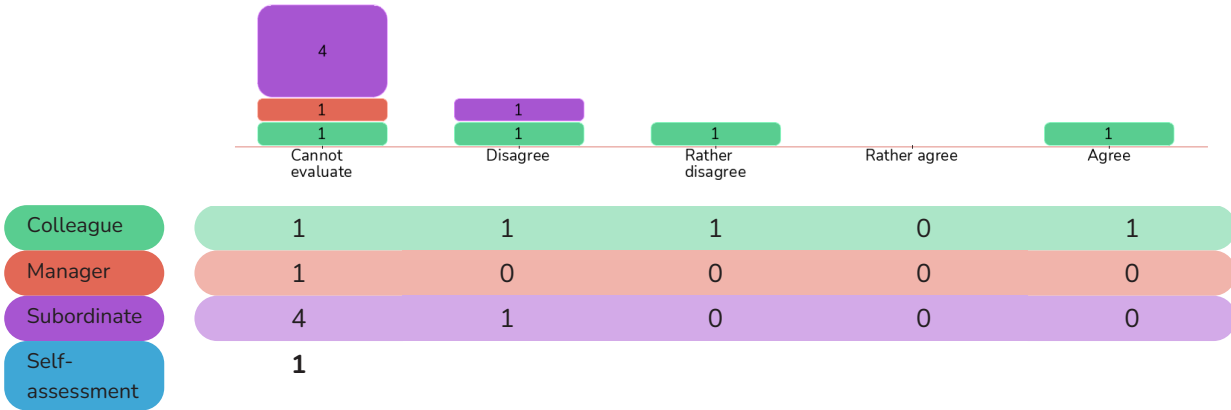 4
1 1
1 1 1 1
Cannot evaluate Disagree Rather disagree Rather agree Agree
Colleague 1 1 1 0 1
Manager 1 0 0 0 0
Subordinate 4 1 0 0 0
Self-
assessment 1